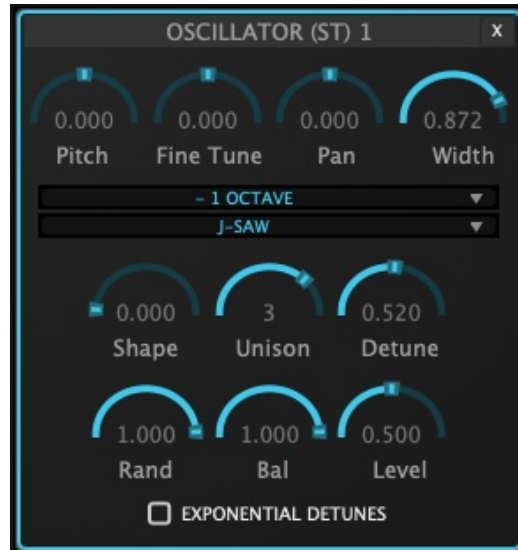 OSCILLATOR (ST) 1 X
0.000 0.000 0.000 0.872
Pitch Fine Tune Pan Width
- 1 OCTAVE
J-SAW
0.000 3 0.520
Shape Unison Detune
1.000 1.000 0.500
Rand Bal Level
EXPONENTIAL DETUNES